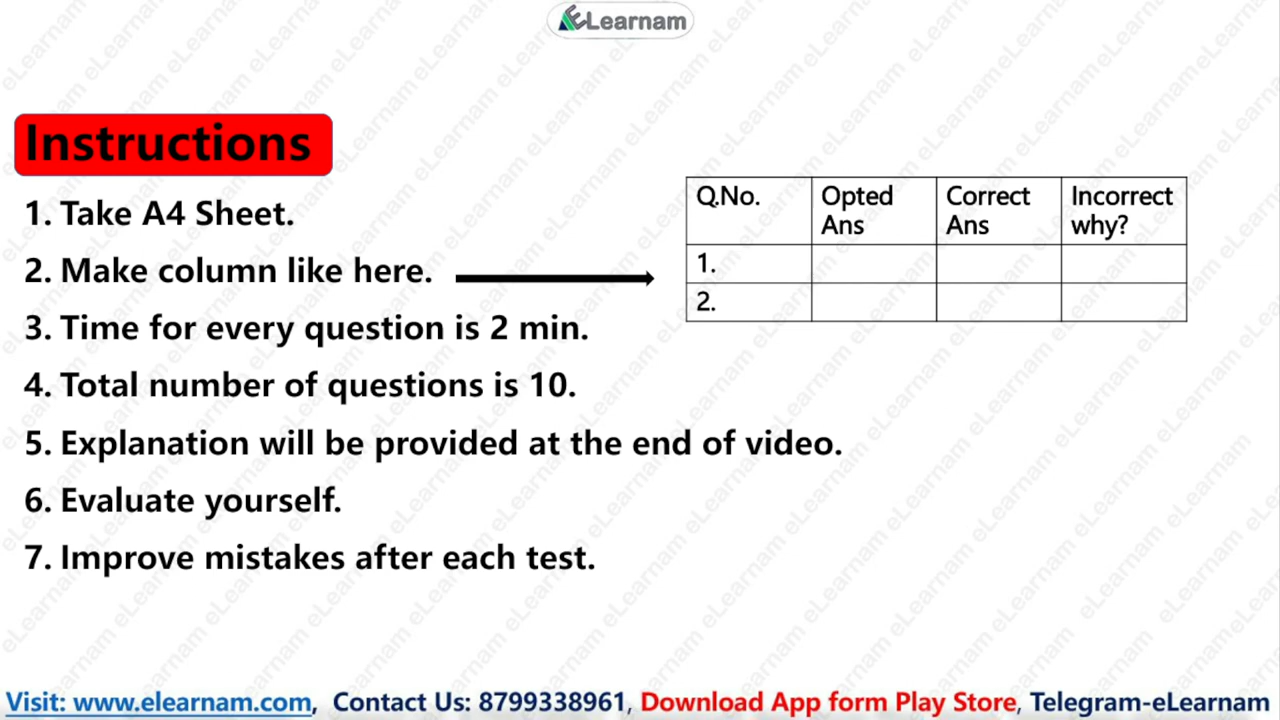 ELearnam
Instructions
1. Take A4 Sheet.
2. Make column like here.
3. Time for every question is 2 min.
4. Total number of questions is 10.
5. Explanation will be provided at the end of video.
6. Evaluate yourself.
7. Improve mistakes after each test.
Q.No. Opted Ans Correct Ans Incorrect why?
1.
2.
Visit: www.elearnam.com, Contact Us: 8799338961, Download App form Play Store, Telegram-eLearnam
eLearnam